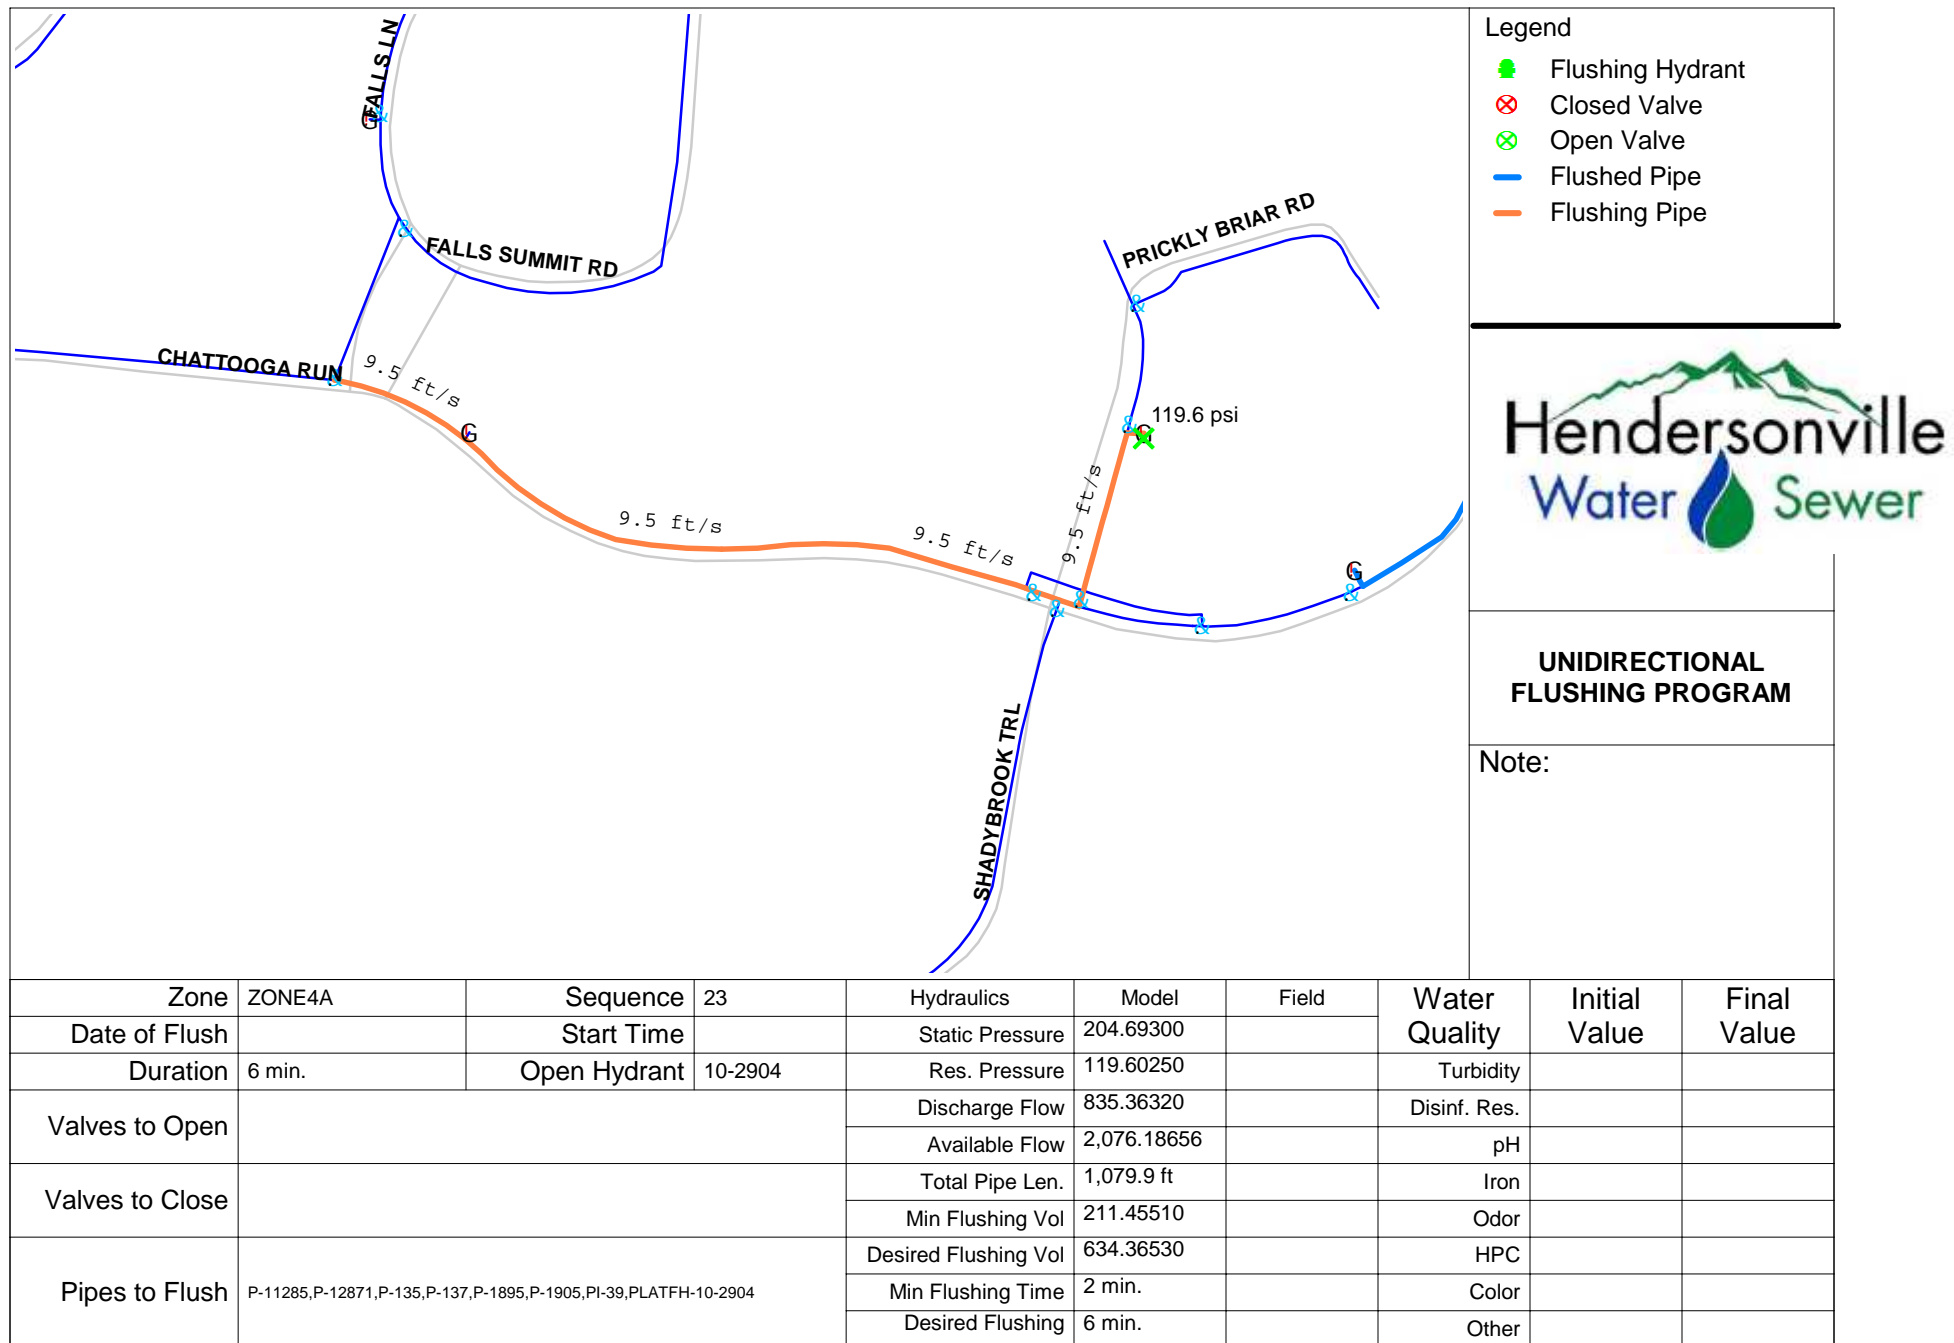 Legend
Flushing Hydrant
Closed Valve
Open Valve
Flushed Pipe
Flushing Pipe
FALLS LN
G
&
&
FALLS SUMMIT RD
PRICKLY BRIAR RD
&
CHATTOOGA RUN
&
9.5 ft/s
G
119.6 psi
&
G
9.5 ft/s
9.5 ft/s
9.5 ft/s
G
&
&
&
&
&
SHADYBROOK TRL
Hendersonville
Water Sewer
UNIDIRECTIONAL
FLUSHING PROGRAM
Note:
Zone ZONE4A Sequence 23 Hydraulics Model Field Water Quality Initial Value Final Value
Date of Flush Start Time Static Pressure 204.69300
Duration 6 min. Open Hydrant 10-2904 Res. Pressure 119.60250 Turbidity
Valves to Open Discharge Flow 835.36320 Disinf. Res.
Available Flow 2,076.18656 pH
Valves to Close Total Pipe Len. 1,079.9 ft Iron
Min Flushing Vol 211.45510 Odor
Pipes to Flush P-11285,P-12871,P-135,P-137,P-1895,P-1905,PI-39,PLATFH-10-2904 Desired Flushing Vol 634.36530 HPC
Min Flushing Time 2 min. Color
Desired Flushing 6 min. Other